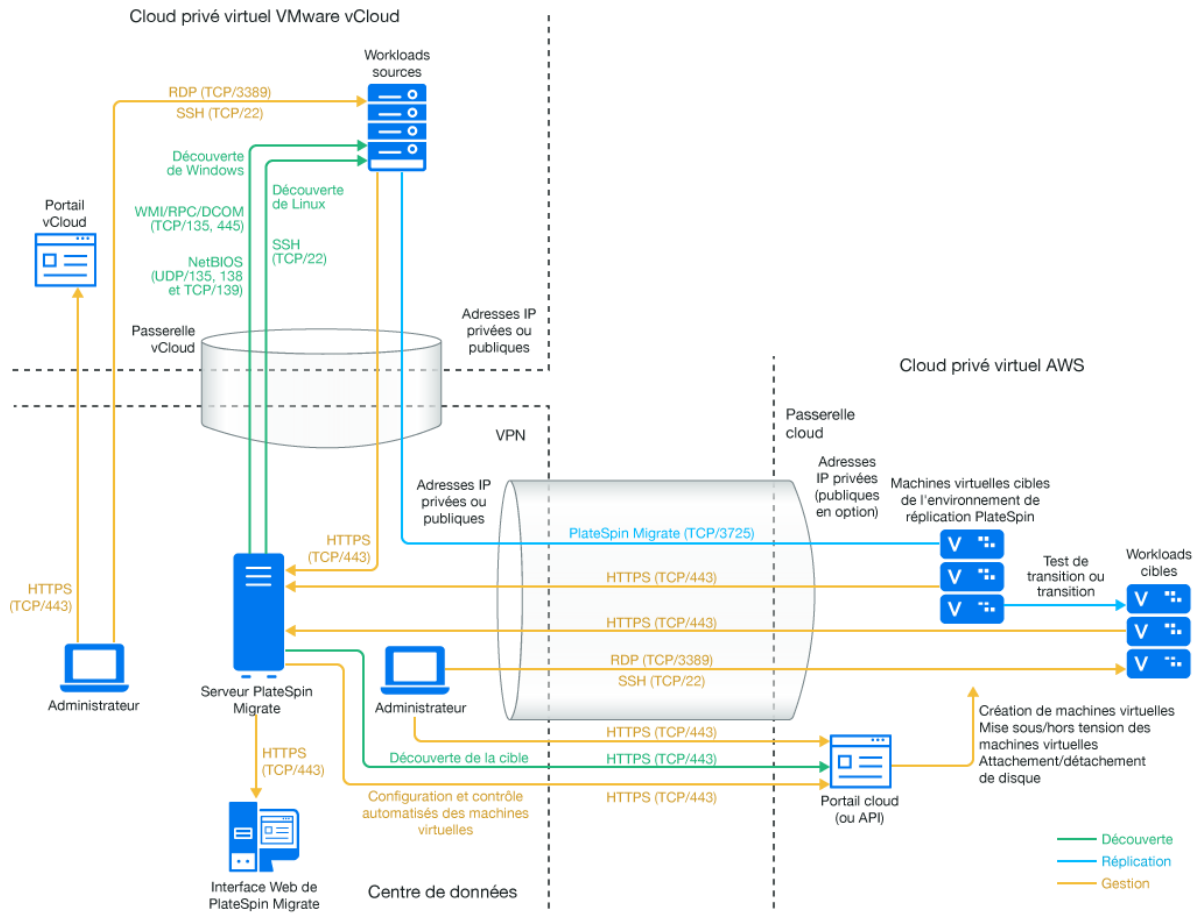 Cloud privé virtuel VMware vCloud
Workloads
sources
RDP (TCP/3389)
SSH (TCP/22)
Découverte
de Windows
Découverte
de Linux
Portail
vCloud
WMI/RPC/DCOM
(TCP/135, 445)
SSH
(TCP/22)
NetBIOS
(UDP/135, 138
et TCP/139)
Passerelle
vCloud
Adresses IP
privées ou
publiques
Cloud privé virtuel AWS
Passerelle
cloud
VPN
Adresses IP
privées ou
publiques
Adresses
IP privées
(publiques
en option)
Machines virtuelles cibles
de l'environnement de
réplication PlateSpin
PlateSpin Migrate (TCP/3725)
HTTPS
(TCP/443)
V
V
V
Test de
transition ou
transition
Workloads
cibles
V
V
V
HTTPS (TCP/443)
HTTPS
(TCP/443)
HTTPS (TCP/443)
RDP (TCP/3389)
SSH (TCP/22)
Serveur PlateSpin
Migrate
Administrateur
Administrateur
HTTPS (TCP/443)
Création de machines virtuelles
Mise sous/hors tension des
machines virtuelles
Attachement/détachement
de disque
HTTPS
(TCP/443)
Découverte de la cible
HTTPS (TCP/443)
Configuration et contrôle
automatisés des machines
virtuelles
HTTPS (TCP/443)
Portail cloud
(ou API)
Interface Web de
PlateSpin Migrate
Centre de données
Découverte
Réplication
Gestion